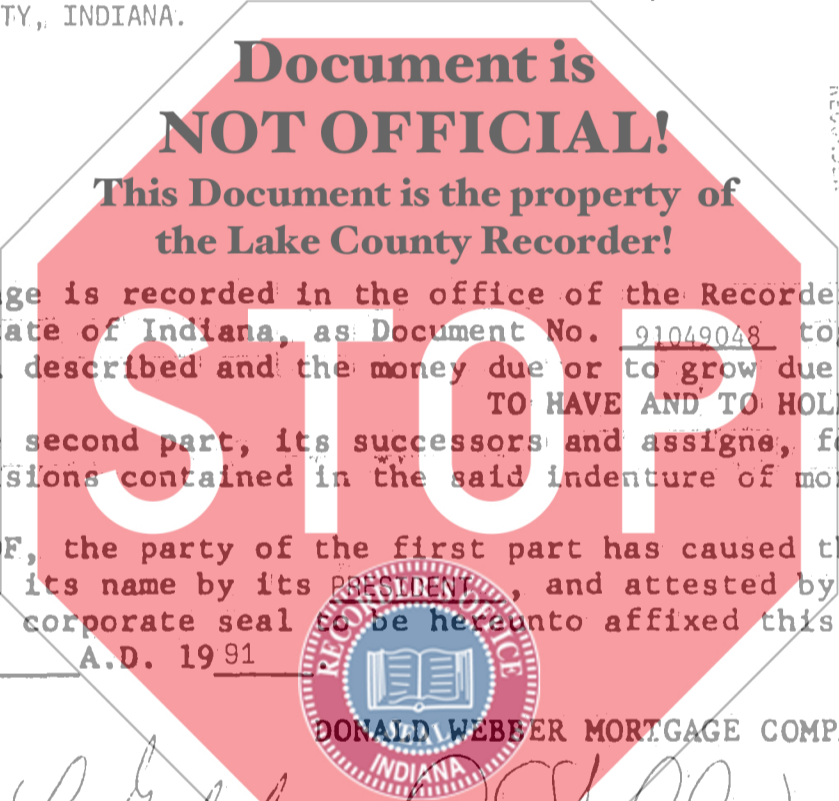 TY, INDIANA.
Document is
NOT OFFICIAL!
This Document is the property of
the Lake County Recorder!
ge is recorded in the office of the Recorde
ate of Indiana, as Document No. 91049048 to
described and the money due or to grow due
TO HAVE AND TO HOL
second part, its successors and assigns, f
sions contained in the said indenture of mo
STOP
OF, the party of the first part has caused th
its name by its PRESIDENT, and attested by
corporate seal to be hereunto affixed this
A.D. 1991
RECORDER'S OFFICE
SEAL
INDIANA
DONALD WEBBER MORTGAGE COMP